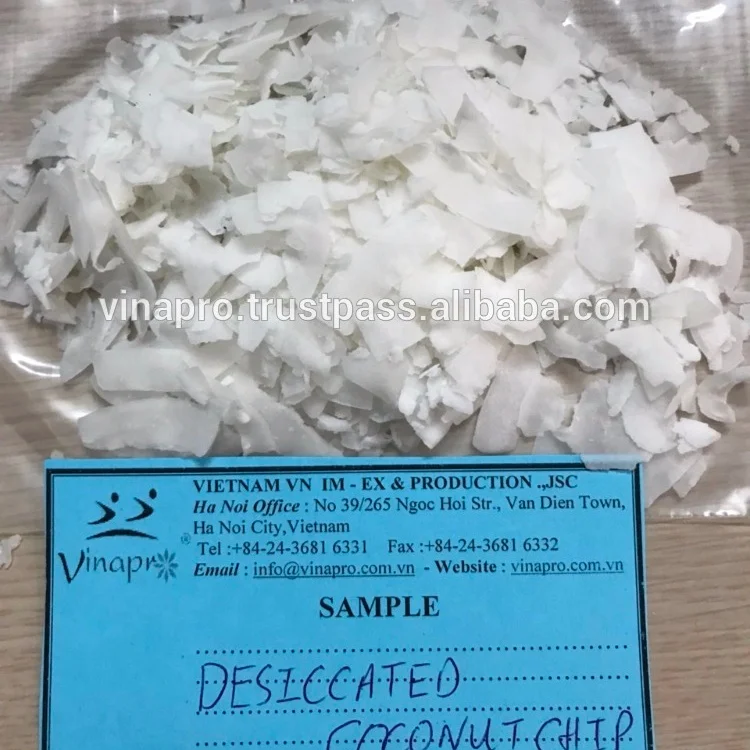 vinapro.trustpass.alibaba.com
VIETNAM VN IM - EX & PRODUCTION .,JSC
Ha Noi Office : No 39/265 Ngoc Hoi Str., Van Dien Town,
Ha Noi City,Vietnam
Tel :+84-24-3681 6331 Fax :+84-24-3681 6332
Email : info@vinapro.com.vn - Website : vinapro.com.vn
Vinapro ®
SAMPLE
DESICCATED
COCONUT CHIP